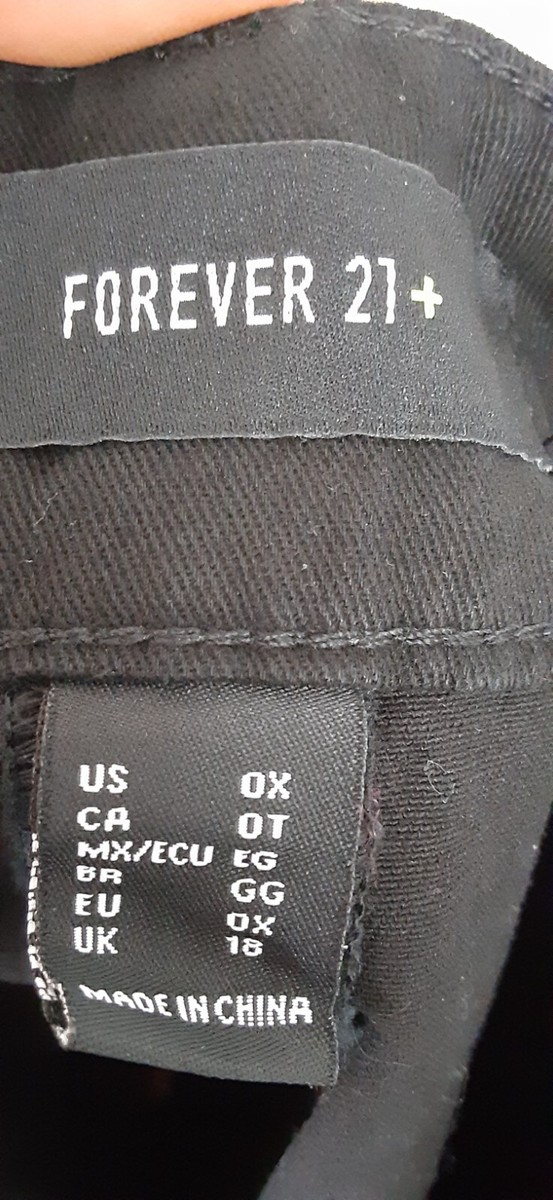 FOREVER 21+
US 0X
CA 0T
MX/ECU EG
BR GG
EU 0X
UK 18
MADE IN CHINA